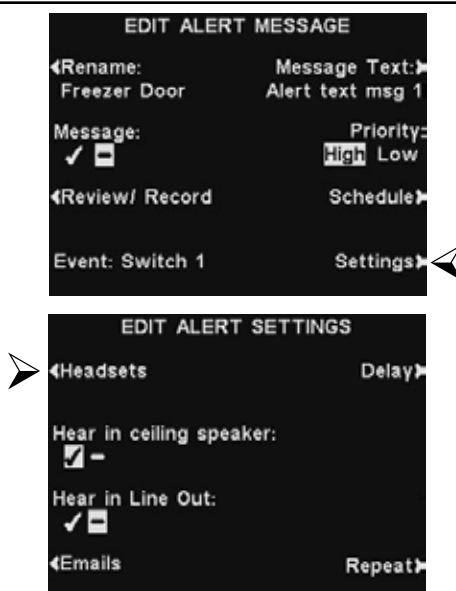 EDIT ALERT MESSAGE
Rename: Message Text:
Freezer Door Alert text msg 1
Message: Priority:
✓ – High Low
Review/ Record Schedule
Event: Switch 1 Settings
EDIT ALERT SETTINGS
Headsets Delay
Hear in ceiling speaker:
✓ –
Hear in Line Out:
✓ –
Emails Repeat